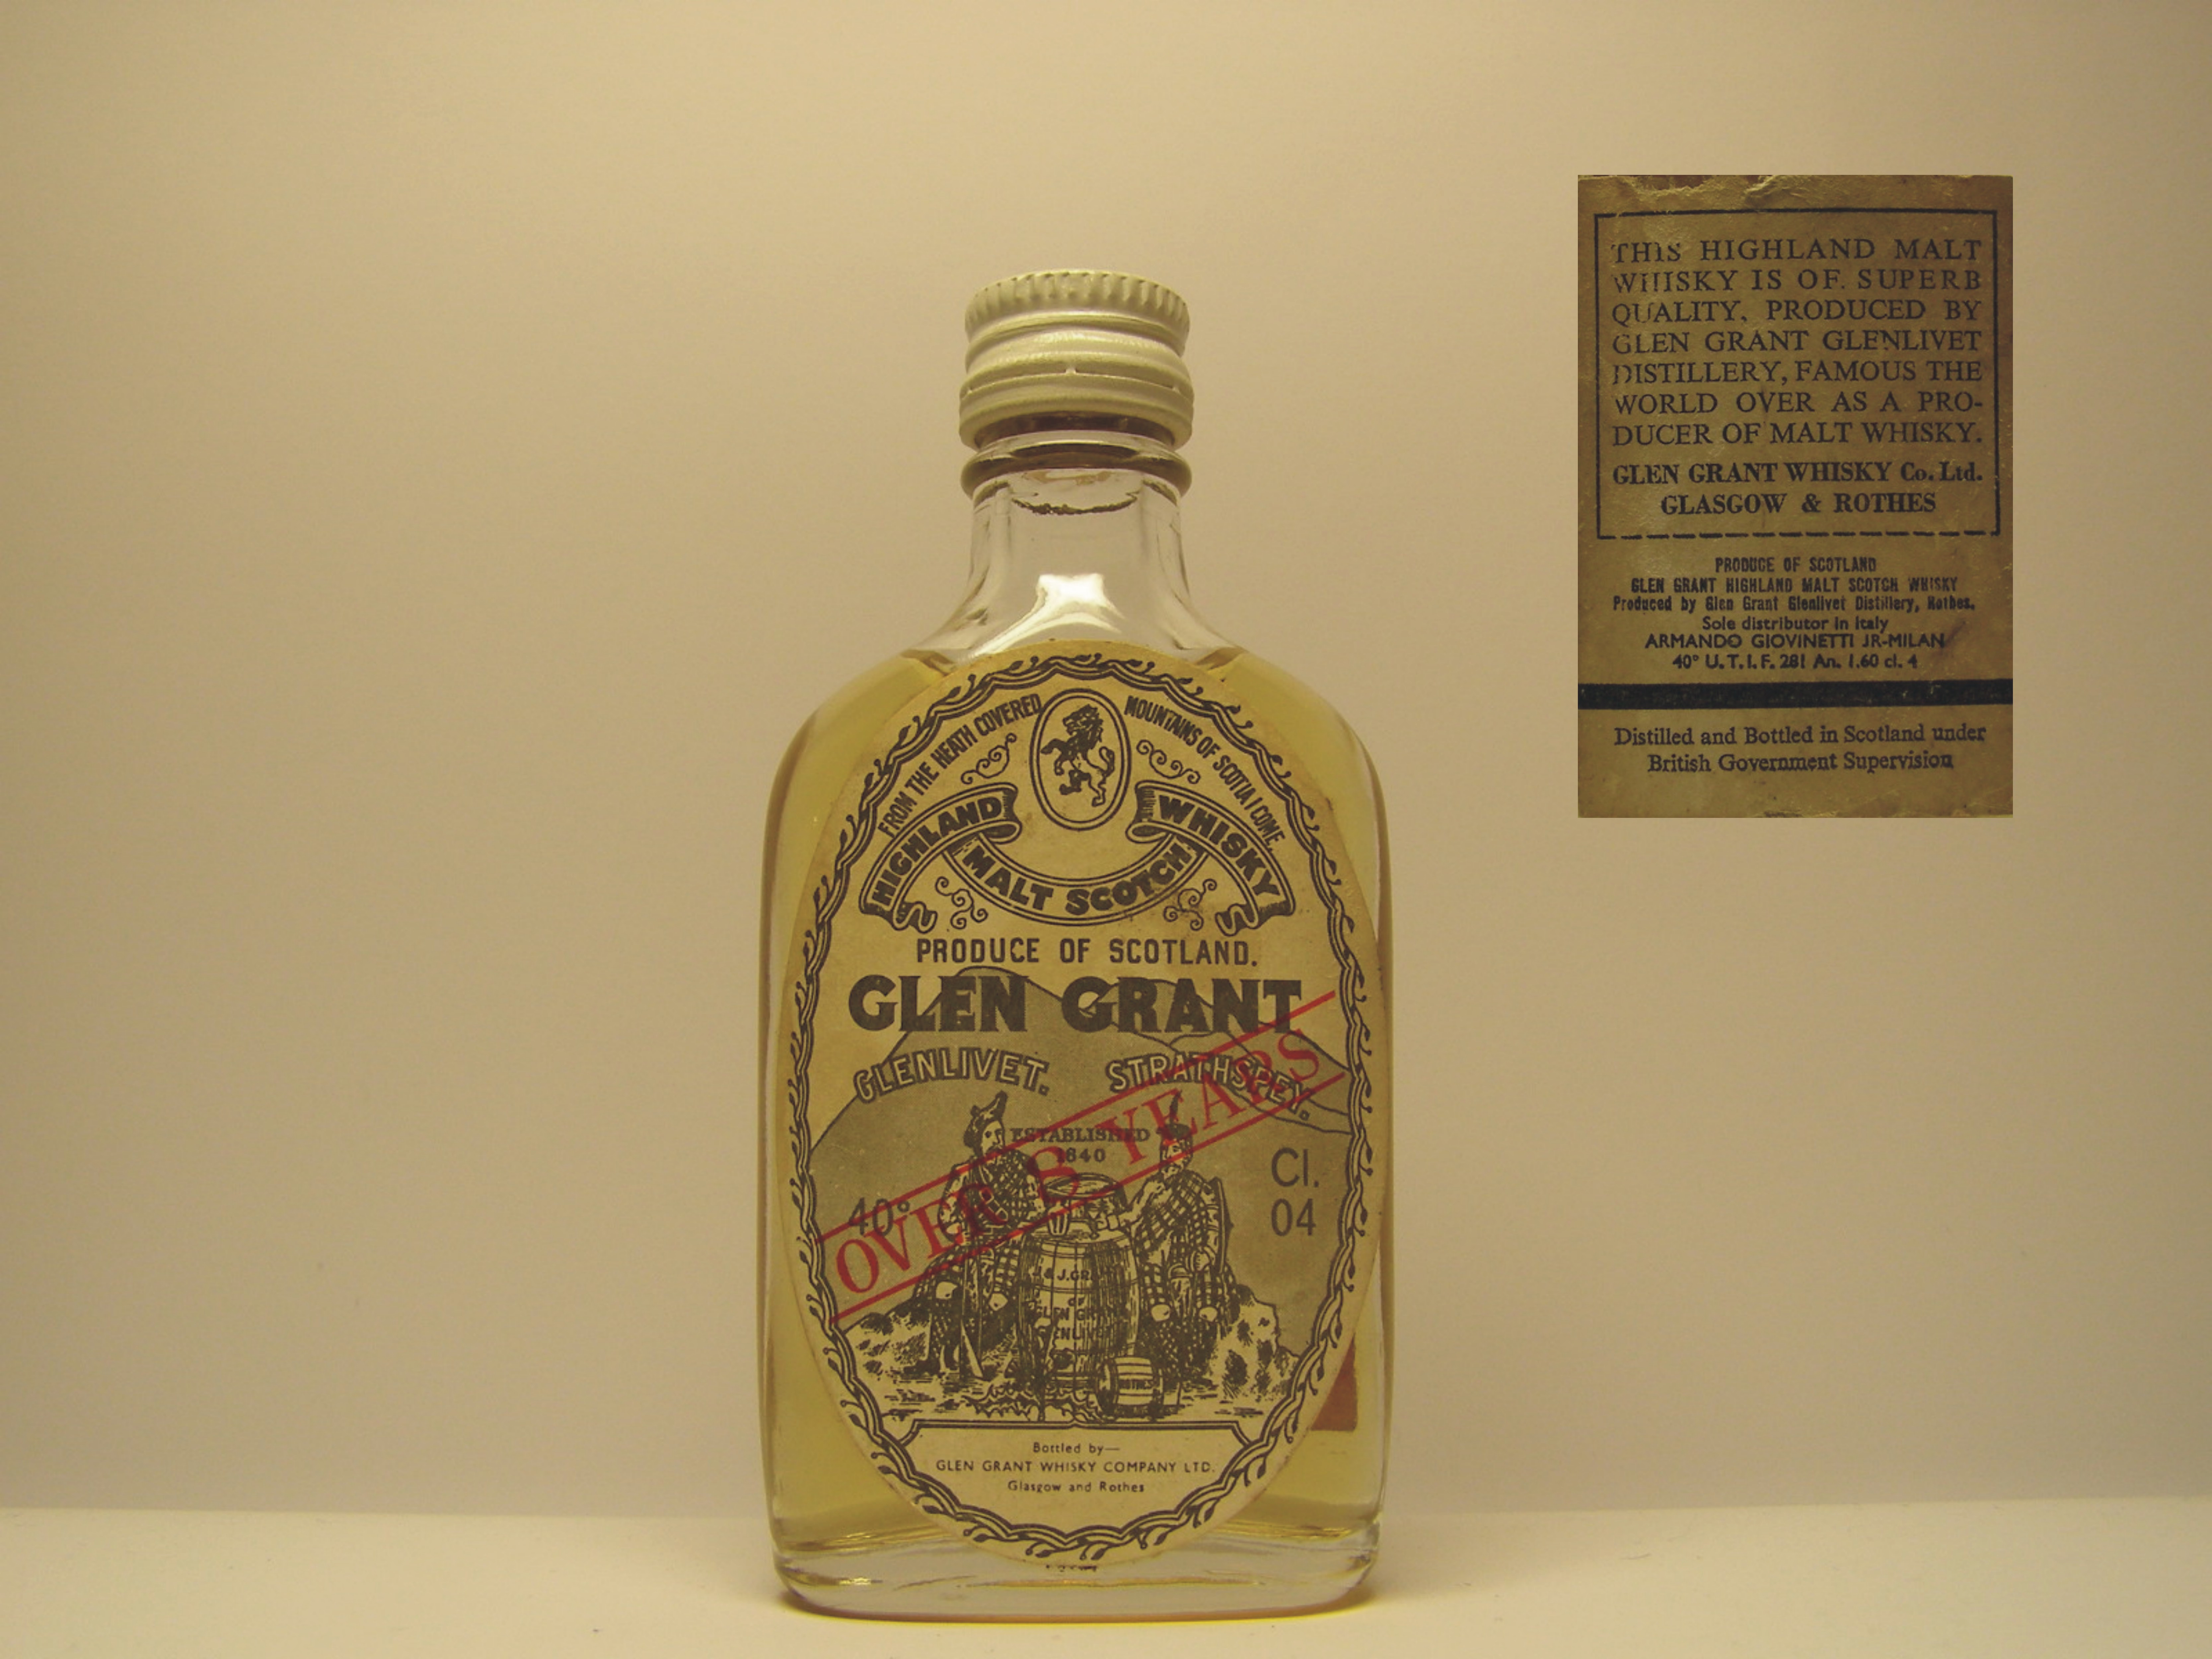 FROM THE HEATH COVERED MOUNTAINS OF SCOTIA I COME.
HIGHLAND MALT SCOTCH WHISKY
PRODUCE OF SCOTLAND.
GLEN GRANT
GLENLIVET. STRATHSPEY.
ESTABLISHED
1840
40°
Cl.
04
OVER 8 YEARS
& J. GR
OF
GLEN GRANT
ROTHES
Bottled by—
GLEN GRANT WHISKY COMPANY LTD.
Glasgow and Rothes
THIS HIGHLAND MALT
WHISKY IS OF SUPERB
QUALITY, PRODUCED BY
GLEN GRANT GLENLIVET
DISTILLERY, FAMOUS THE
WORLD OVER AS A PRO-
DUCER OF MALT WHISKY.
GLEN GRANT WHISKY Co. Ltd.
GLASGOW & ROTHES
PRODUCE OF SCOTLAND
GLEN GRANT HIGHLAND MALT SCOTCH WHISKY
Produced by Glen Grant Glenlivet Distillery, Rothes.
Sole distributor in Italy
ARMANDO GIOVINETTI JR-MILAN
40° U.T.I.F. 281 An. 1.60 cl. 4
Distilled and Bottled in Scotland under
British Government Supervision